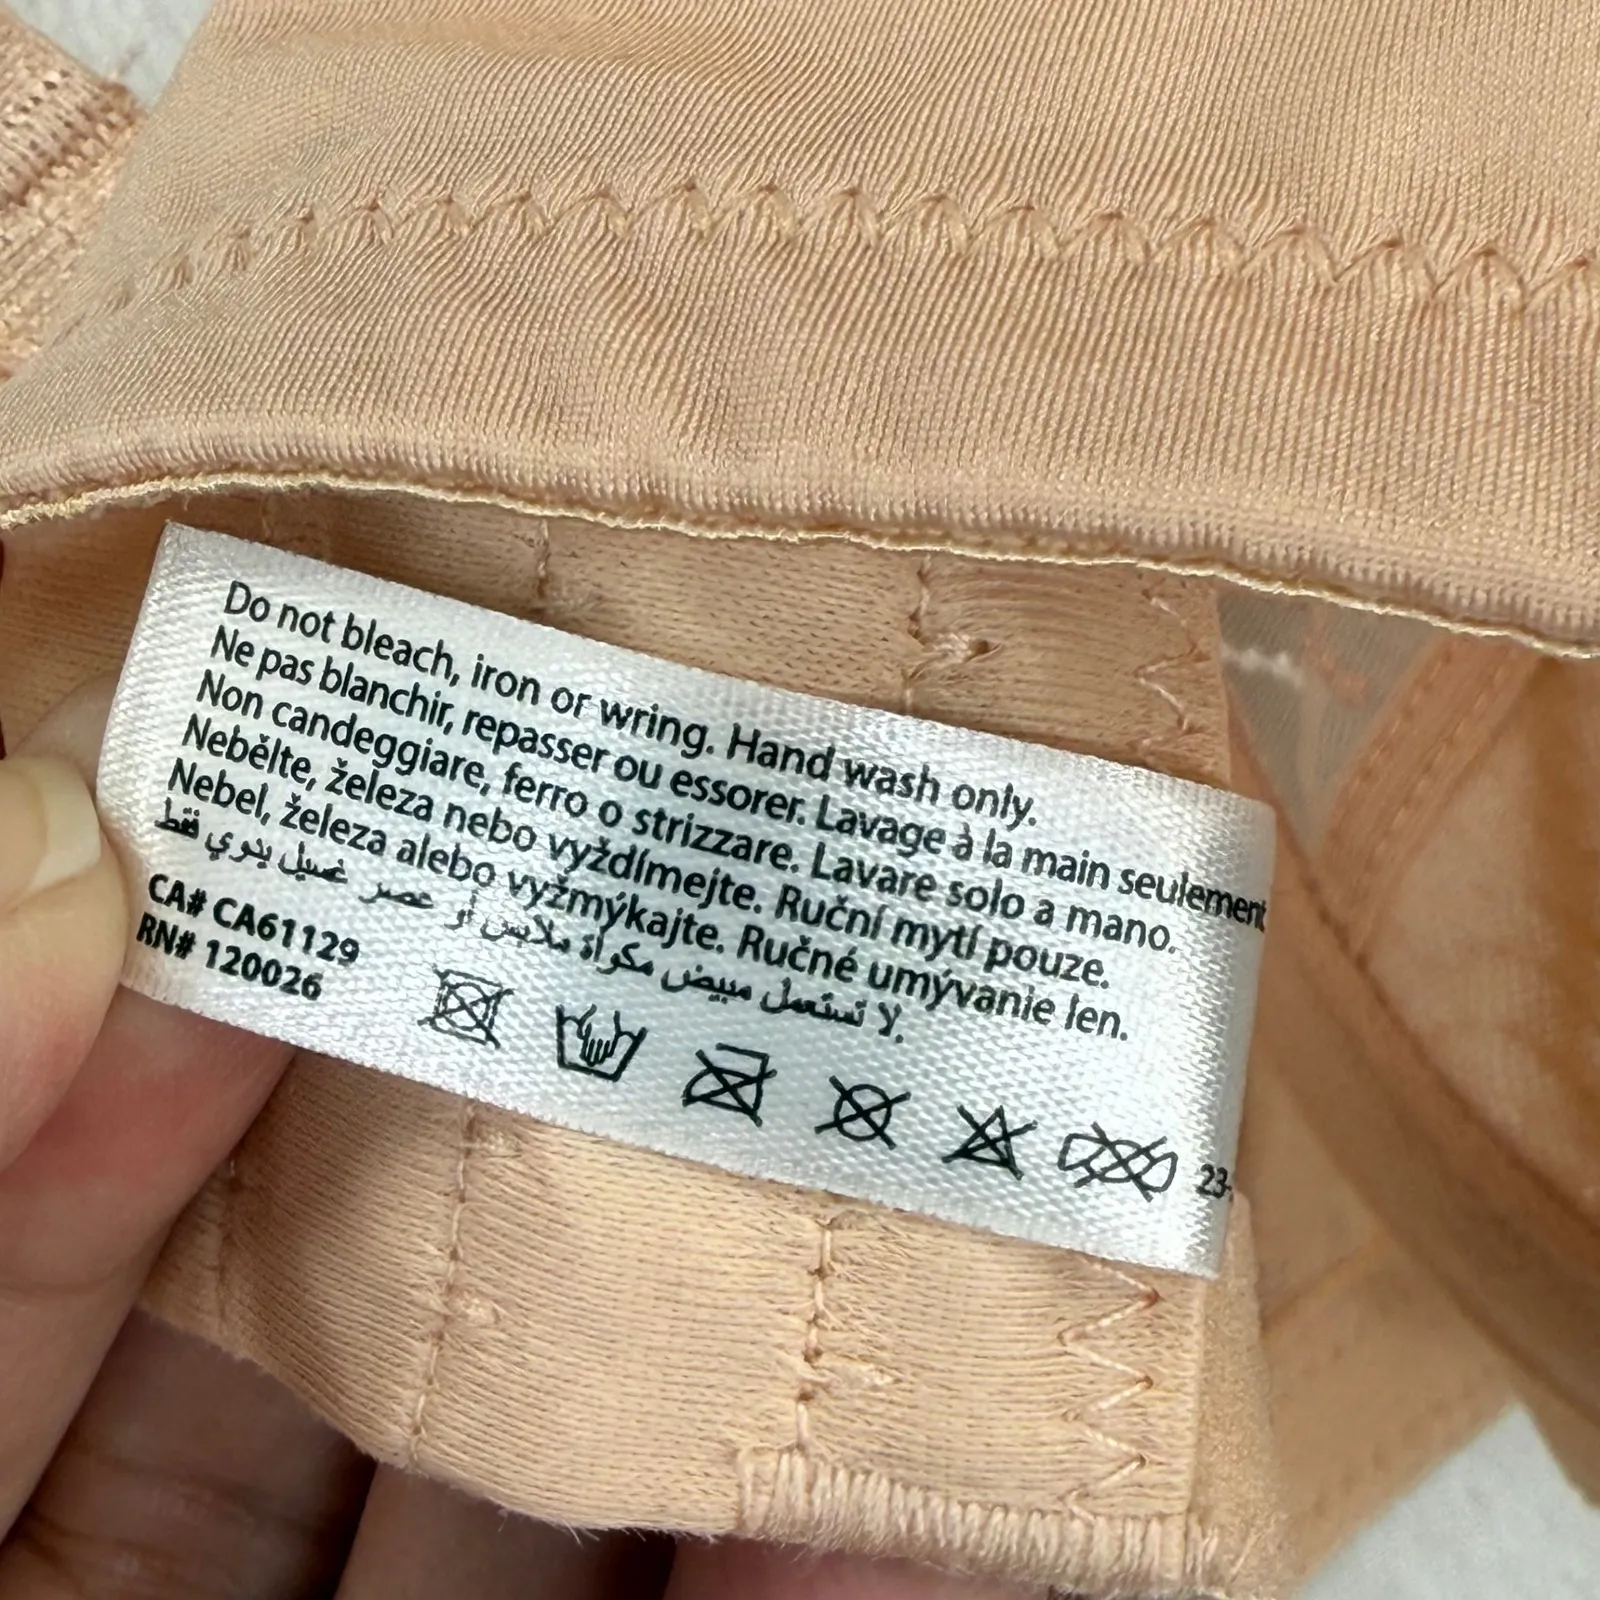 Do not bleach, iron or wring. Hand wash only.
Ne pas blanchir, repasser ou essorer. Lavage à la main seulement
Non candeggiare, ferro o strizzare. Lavare solo a mano.
Nebělte, železa nebo vyždímejte. Ruční mytí pouze.
Nebel, železa alebo vyžmýkajte. Ručné umývanie len.
لا تستعمل مبيض مكواة ملابس أو عصر غسيل يدوي فقط.
CA# CA61129
RN# 120026
23-